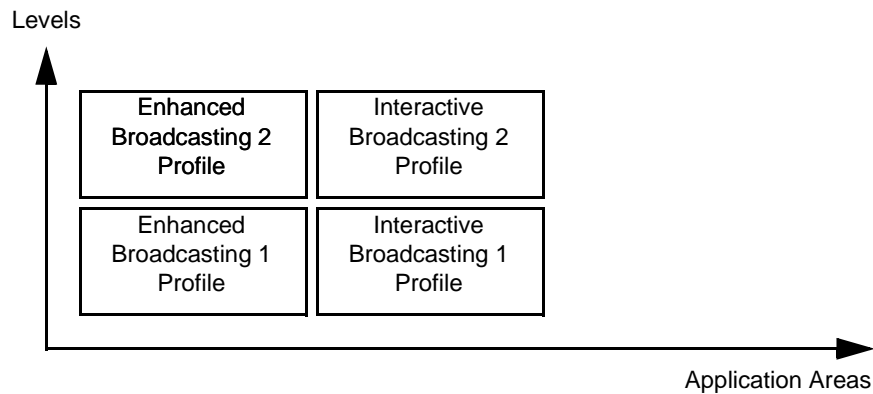 Levels
Enhanced
Broadcasting 2
Profile
Interactive
Broadcasting 2
Profile
Enhanced
Broadcasting 1
Profile
Interactive
Broadcasting 1
Profile
Application Areas